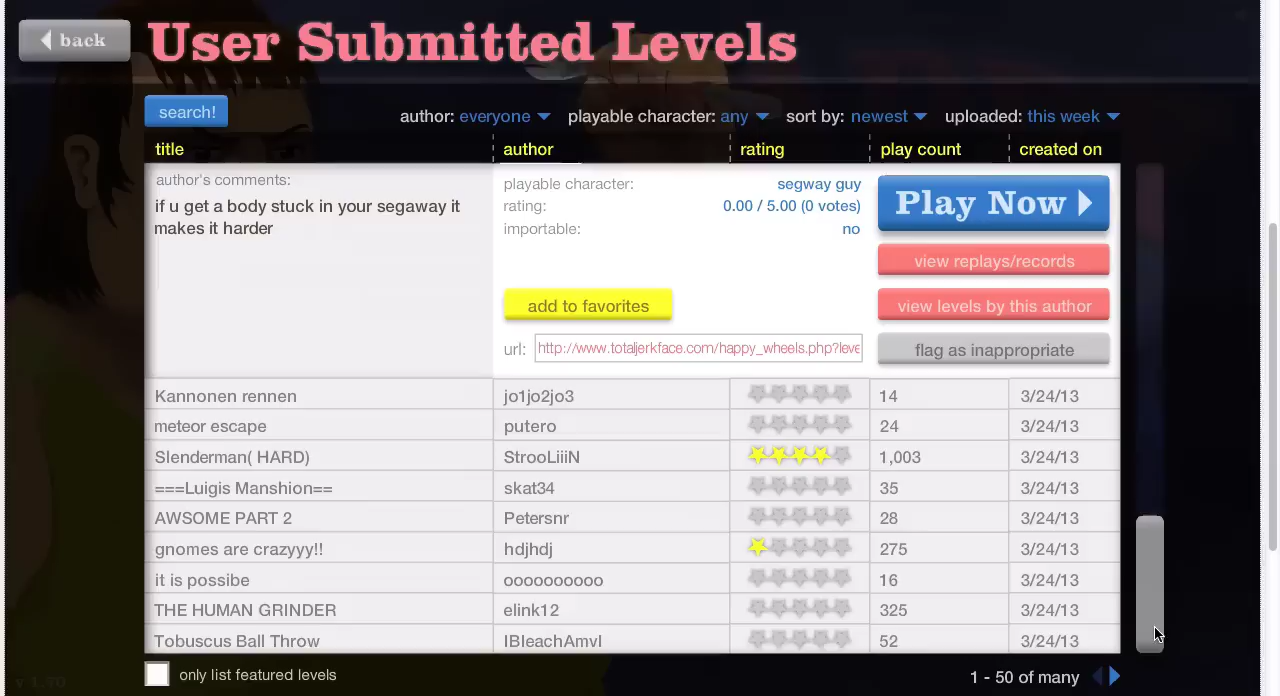 back
User Submitted Levels
search!
author: everyone playable character: any sort by: newest uploaded: this week
title author rating play count created on
author's comments:
if u get a body stuck in your segaway it
makes it harder
playable character: segway guy
rating: 0.00 / 5.00 (0 votes)
importable: no
add to favorites
url: http://www.totaljerkface.com/happy_wheels.php?leve
Play Now
view replays/records
view levels by this author
flag as inappropriate
Kannonen rennen jo1jo2jo3 14 3/24/13
meteor escape putero 24 3/24/13
Slenderman( HARD) StrooLiiiN 1,003 3/24/13
===Luigis Manshion== skat34 35 3/24/13
AWSOME PART 2 Petersnr 28 3/24/13
gnomes are crazyyy!! hdjhdj 275 3/24/13
it is possibe oooooooooo 16 3/24/13
THE HUMAN GRINDER elink12 325 3/24/13
Tobuscus Ball Throw IBleachAmvI 52 3/24/13
only list featured levels
1 - 50 of many
v 1.70